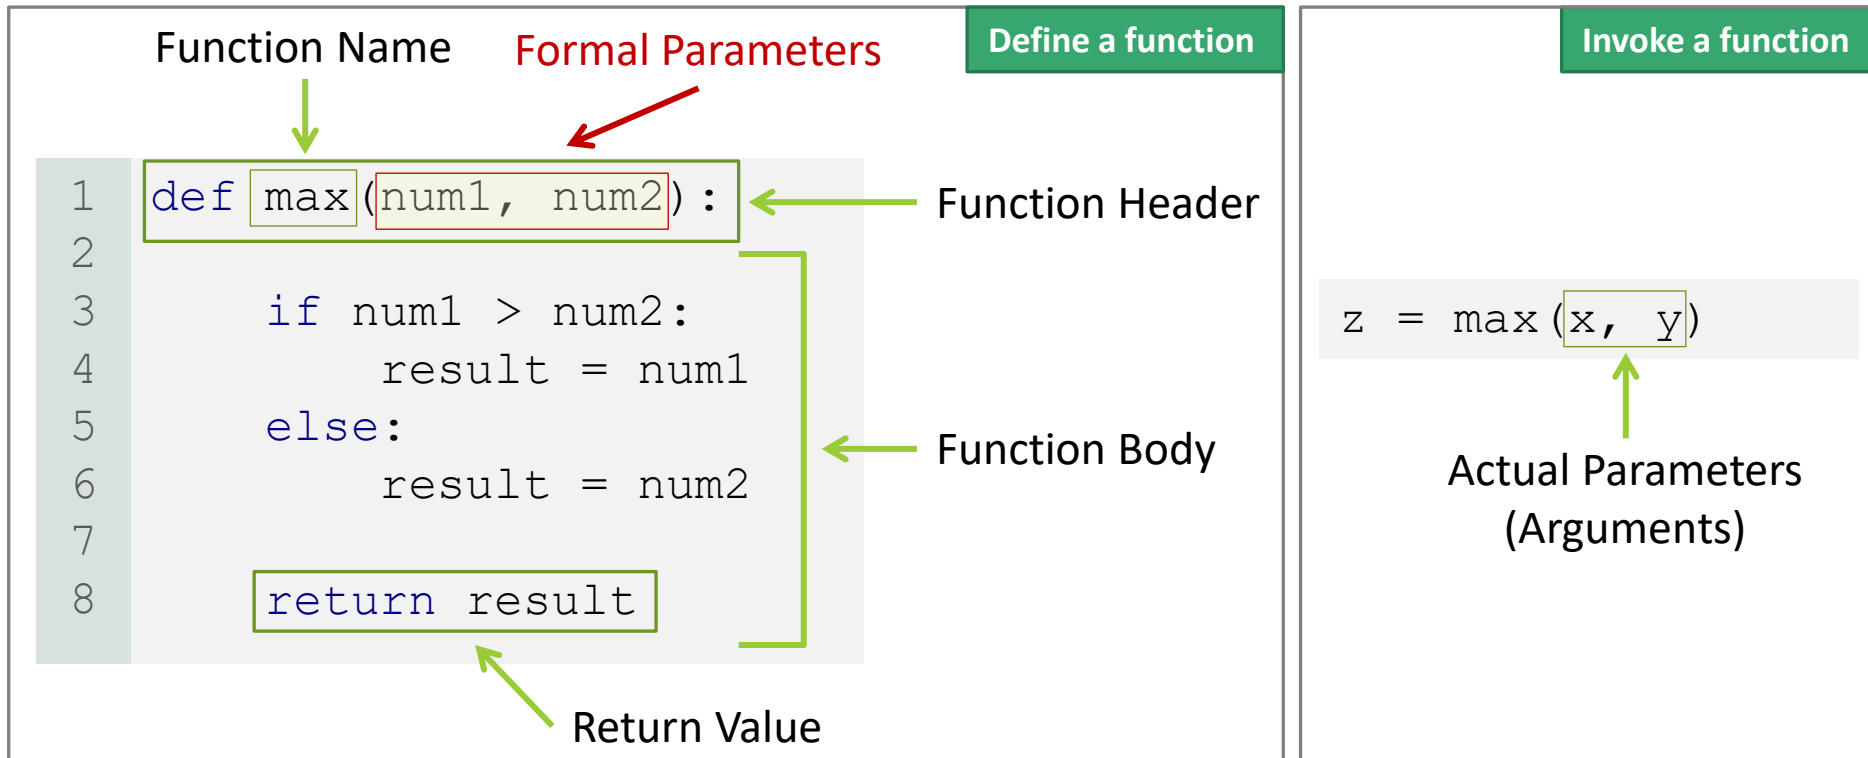 Define a function
Function Name
Formal Parameters
1 def max(num1, num2):
Function Header
2
3 if num1 > num2:
4 result = num1
5 else:
Function Body
6 result = num2
7
8 return result
Return Value
Invoke a function
z = max(x, y)
Actual Parameters
(Arguments)